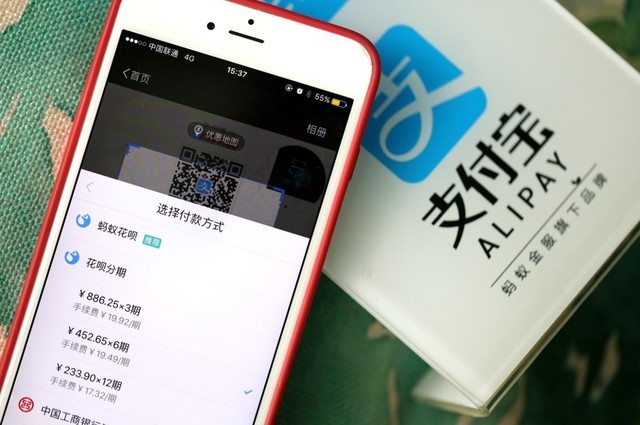 中国联通 4G
15:37
55%
首页
相册
优惠地图
选择付款方式
蚂蚁花呗 推荐
花呗分期
￥886.25×3期
手续费￥19.92/期
￥452.65×6期
手续费￥19.49/期
￥233.90×12期
手续费￥17.32/期
中国工商银行
支
支付宝
ALIPAY
蚂蚁金服旗下品牌